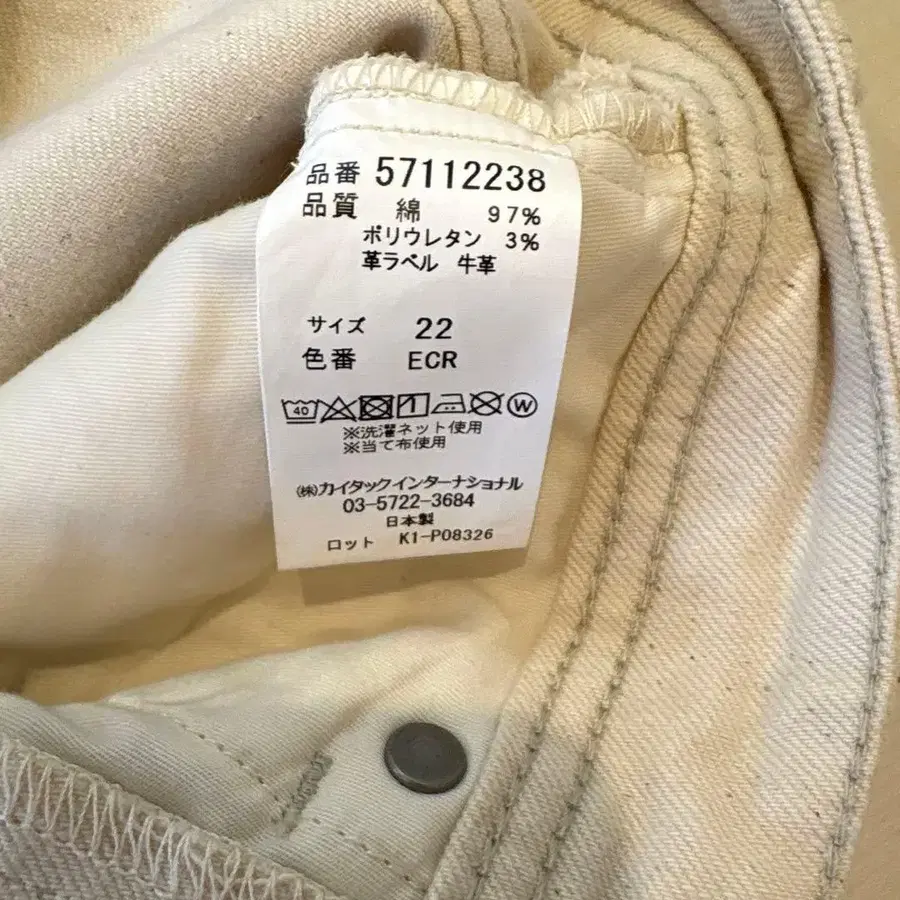 品番 57112238
品質 綿 97%
ポリウレタン 3%
革ラベル 牛革
サイズ 22
色番 ECR
40 W
※洗濯ネット使用
※当て布使用
㈱カイタックインターナショナル
03-5722-3684
日本製
ロット K1-P08326